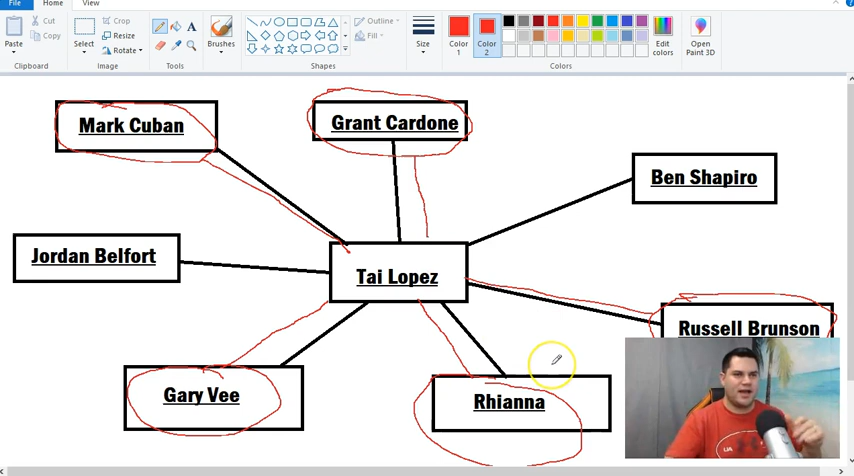 File
Home
View
Paste
Cut
Copy
Clipboard
Select
Crop
Resize
Rotate
Image
Tools
Brushes
Shapes
Outline
Fill
Size
Color
1
Color
2
Colors
Edit
colors
Open
Paint 3D
Mark Cuban
Grant Cardone
Ben Shapiro
Jordan Belfort
Tai Lopez
Russell Brunson
Gary Vee
Rhianna
UA